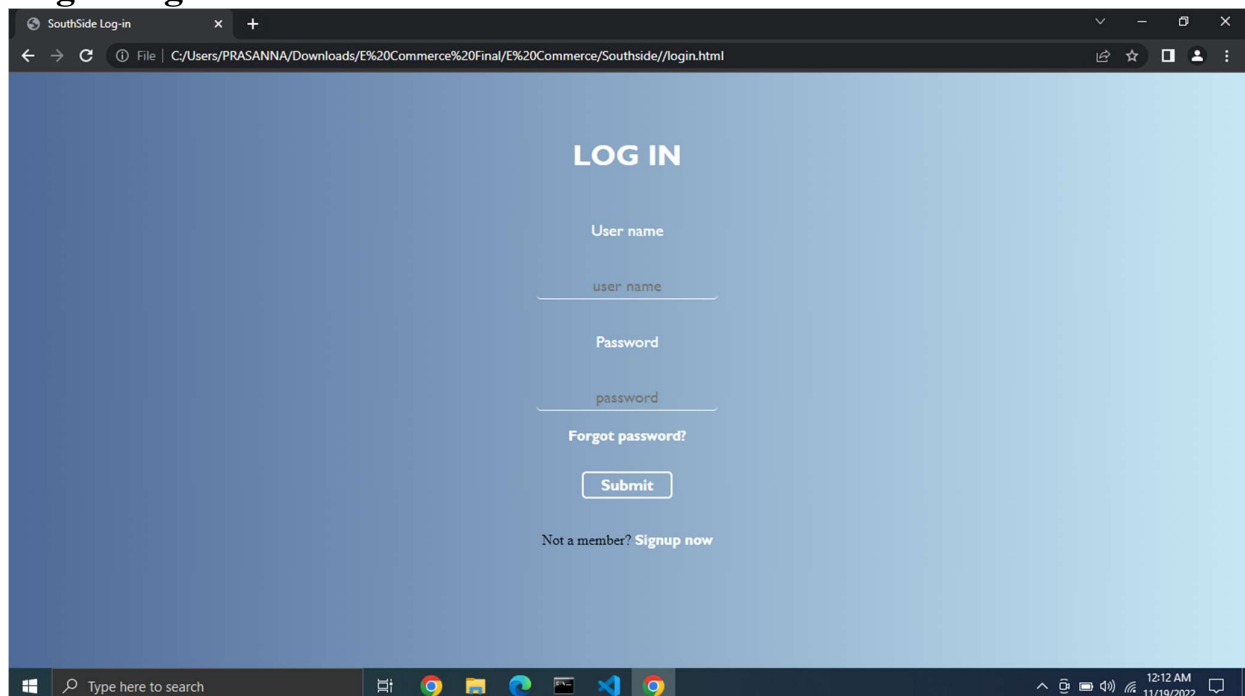 SouthSide Log-in
File C:/Users/PRASANNA/Downloads/E%20Commerce%20Final/E%20Commerce/Southside//login.html
LOG IN
User name
user name
Password
password
Forgot password?
Submit
Not a member? Signup now
Type here to search
12:12 AM
11/19/2022